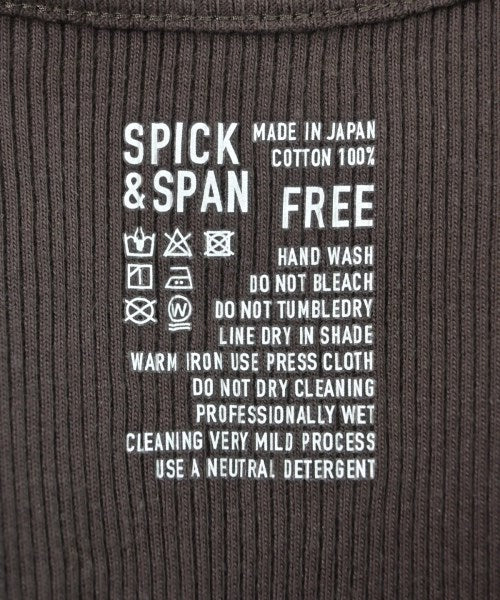 SPICK
& SPAN
MADE IN JAPAN
COTTON 100%
FREE
W
HAND WASH
DO NOT BLEACH
DO NOT TUMBLEDRY
LINE DRY IN SHADE
WARM IRON USE PRESS CLOTH
DO NOT DRY CLEANING
PROFESSIONALLY WET
CLEANING VERY MILD PROCESS
USE A NEUTRAL DETERGENT